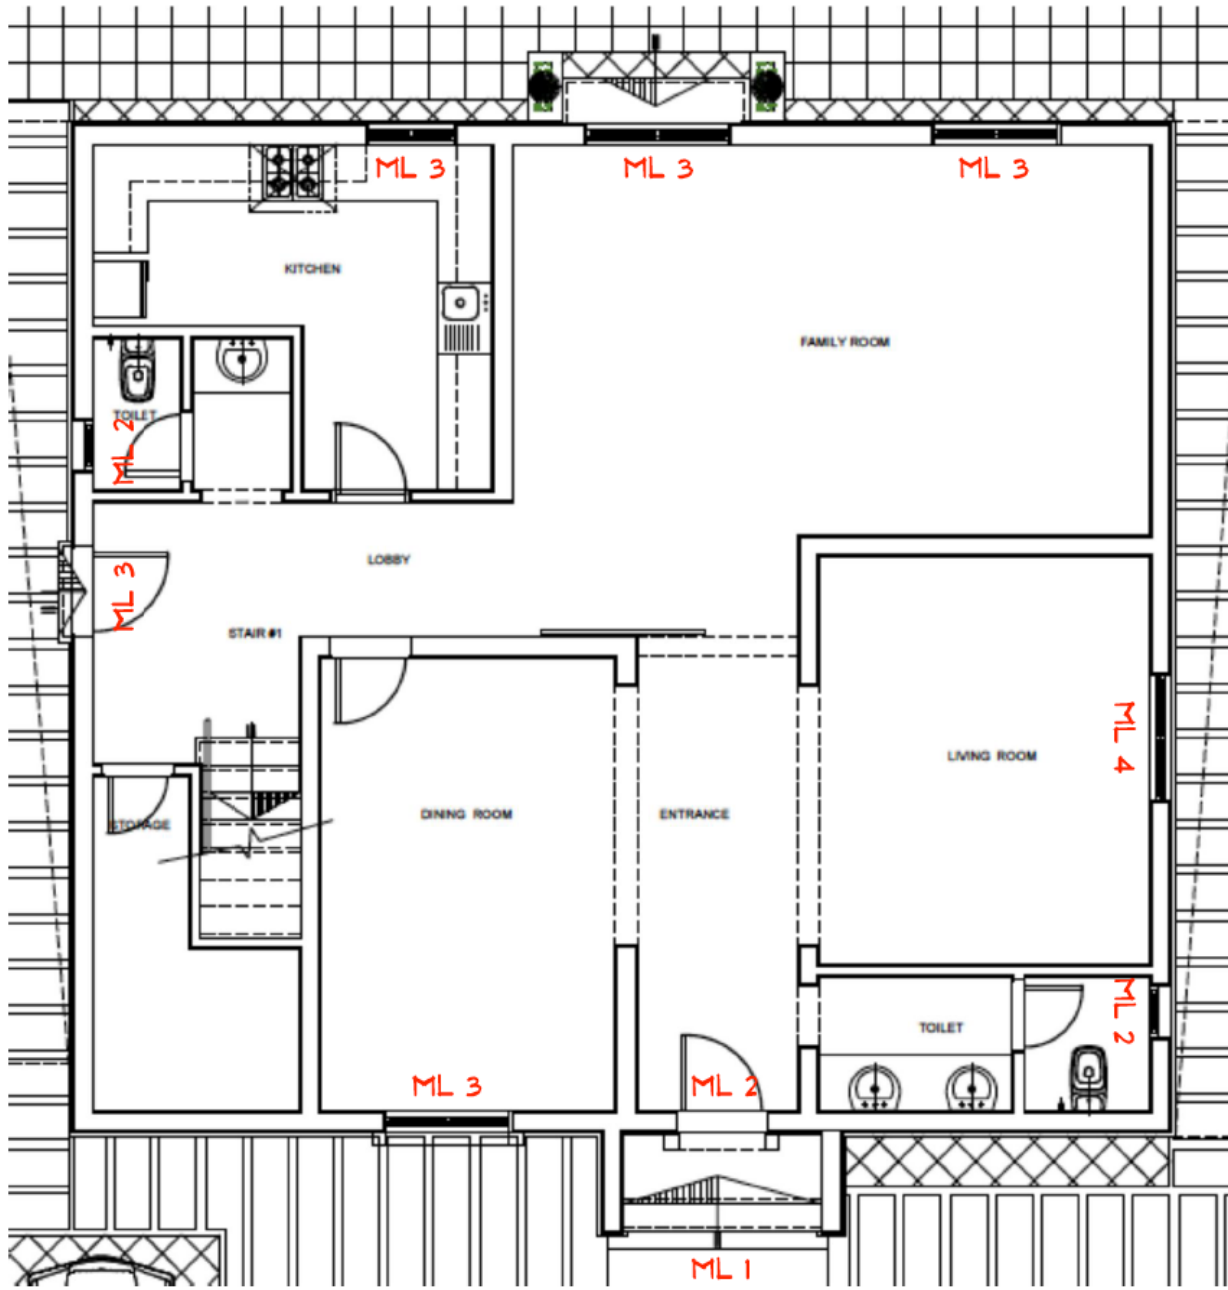 ML 3
ML 3
ML 3
KITCHEN
FAMILY ROOM
TOILET
ML 2
LOBBY
ML 3
STAIR #1
ML 4
LIVING ROOM
DINING ROOM
ENTRANCE
STORAGE
ML 2
TOILET
ML 3
ML 2
ML 1